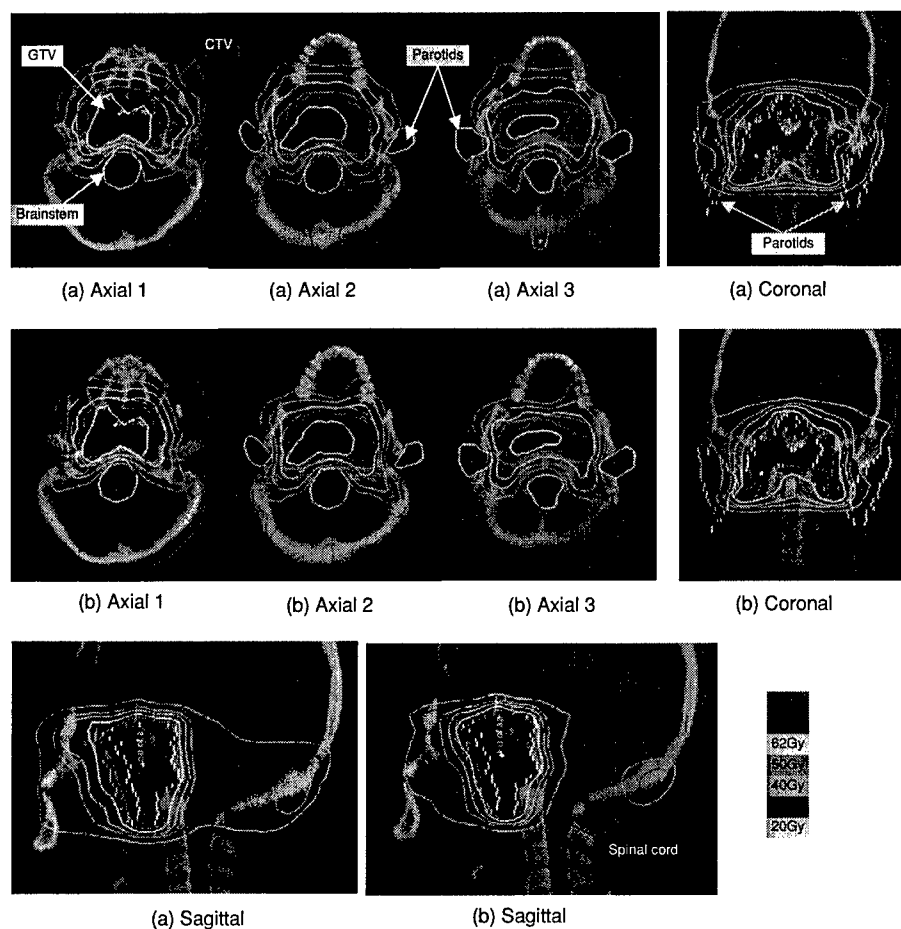 GTV
CTV
Parotids
Brainstem
Parotids
(a) Axial 1
(a) Axial 2
(a) Axial 3
(a) Coronal
(b) Axial 1
(b) Axial 2
(b) Axial 3
(b) Coronal
62Gy
50Gy
40Gy
20Gy
Spinal cord
(a) Sagittal
(b) Sagittal